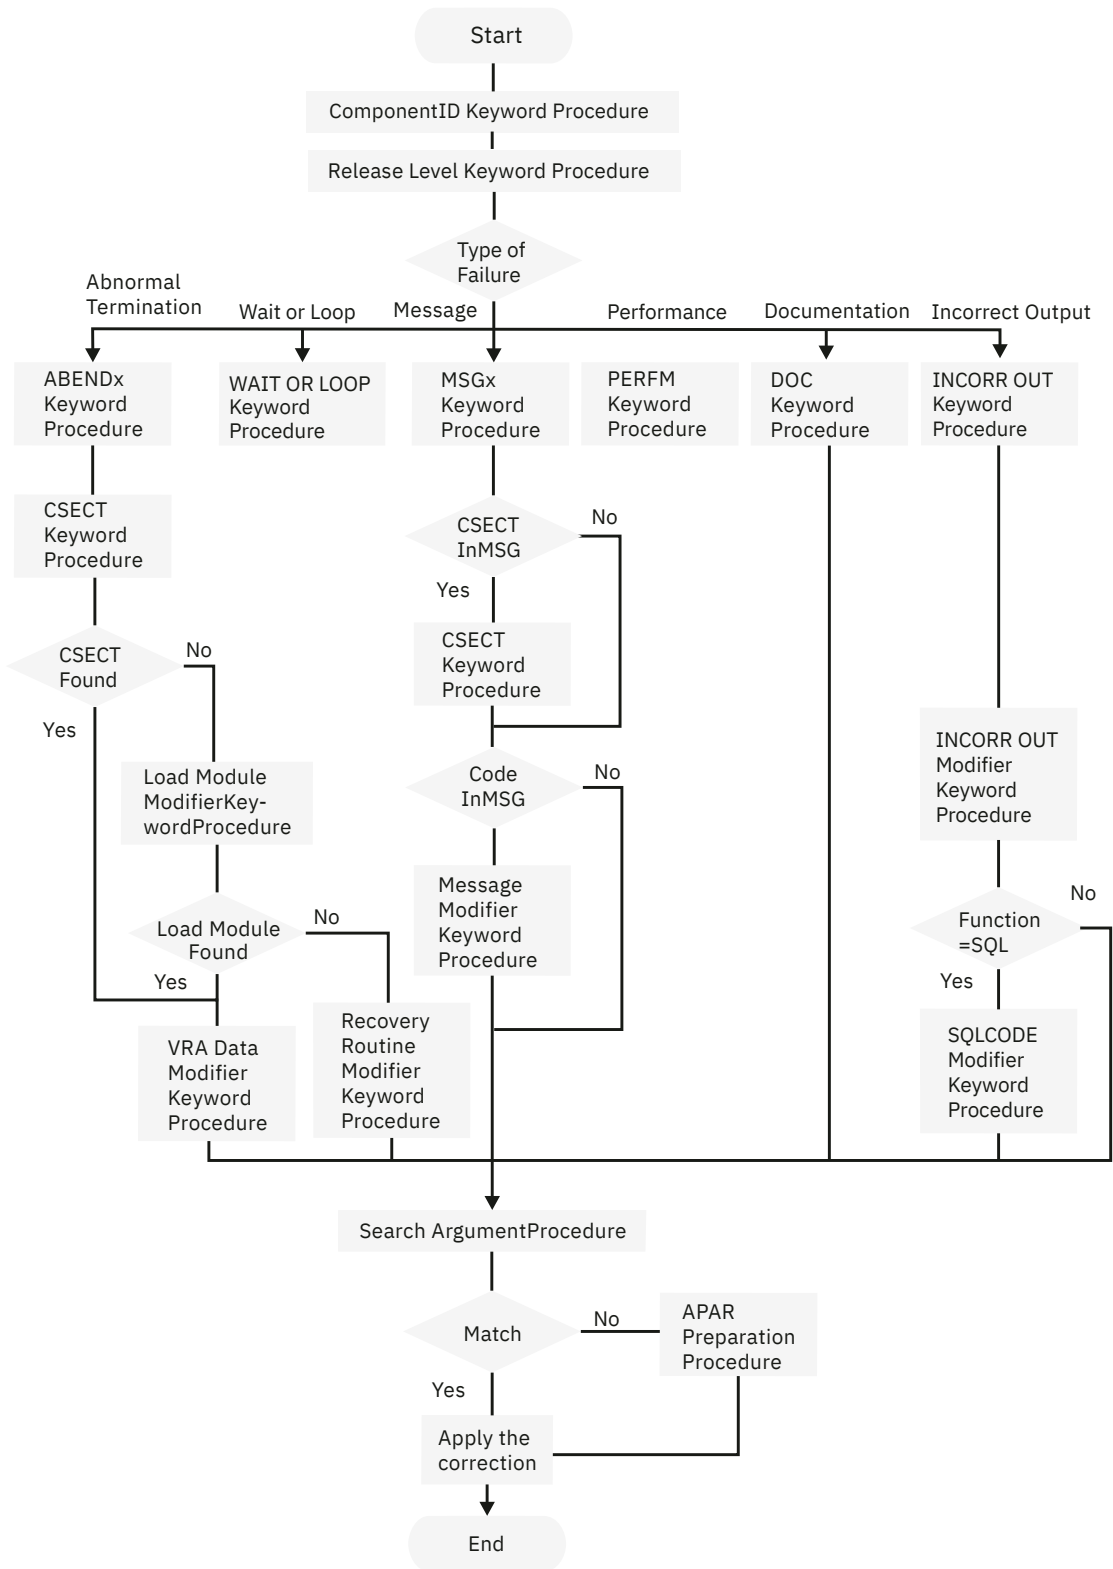 Start
ComponentID Keyword Procedure
Release Level Keyword Procedure
Type of
Failure
Abnormal
Termination
Wait or Loop
Message
Performance
Documentation
Incorrect Output
ABENDx
Keyword
Procedure
WAIT OR LOOP
Keyword
Procedure
MSGx
Keyword
Procedure
PERFM
Keyword
Procedure
DOC
Keyword
Procedure
INCORR OUT
Keyword
Procedure
CSECT
Keyword
Procedure
CSECT
InMSG
No
Yes
CSECT
Found
No
Yes
CSECT
Keyword
Procedure
Load Module
ModifierKey-
wordProcedure
Code
InMSG
No
INCORR OUT
Modifier
Keyword
Procedure
Message
Modifier
Keyword
Procedure
Load Module
Found
No
Yes
Function
=SQL
No
Yes
VRA Data
Modifier
Keyword
Procedure
Recovery
Routine
Modifier
Keyword
Procedure
SQLCODE
Modifier
Keyword
Procedure
Search ArgumentProcedure
Match
No
APAR
Preparation
Procedure
Yes
Apply the
correction
End